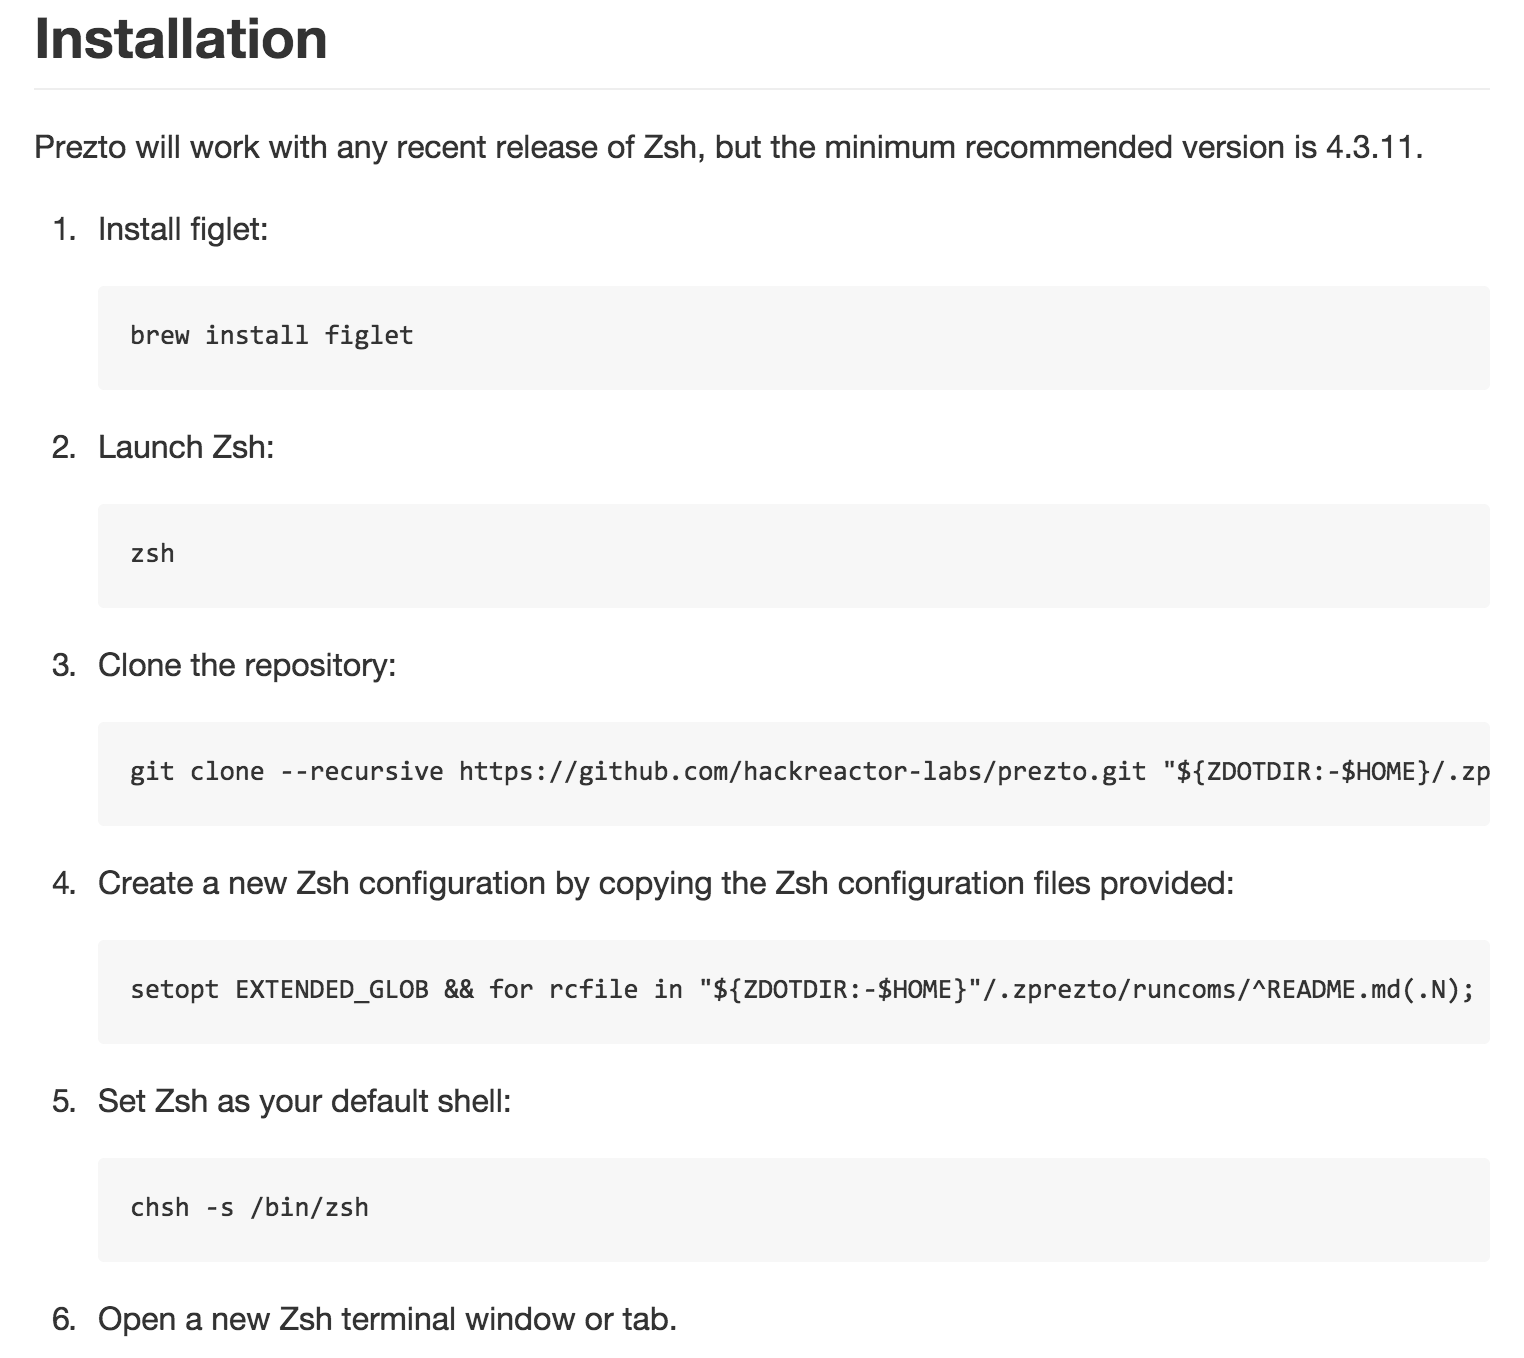 Installation
Prezto will work with any recent release of Zsh, but the minimum recommended version is 4.3.11.
1. Install figlet:
brew install figlet
2. Launch Zsh:
zsh
3. Clone the repository:
git clone --recursive https://github.com/hackreactor-labs/prezto.git "${ZDOTDIR:-$HOME}/.zp
4. Create a new Zsh configuration by copying the Zsh configuration files provided:
setopt EXTENDED_GLOB && for rcfile in "${ZDOTDIR:-$HOME}"/.zprezto/runcoms/^README.md(.N);
5. Set Zsh as your default shell:
chsh -s /bin/zsh
6. Open a new Zsh terminal window or tab.